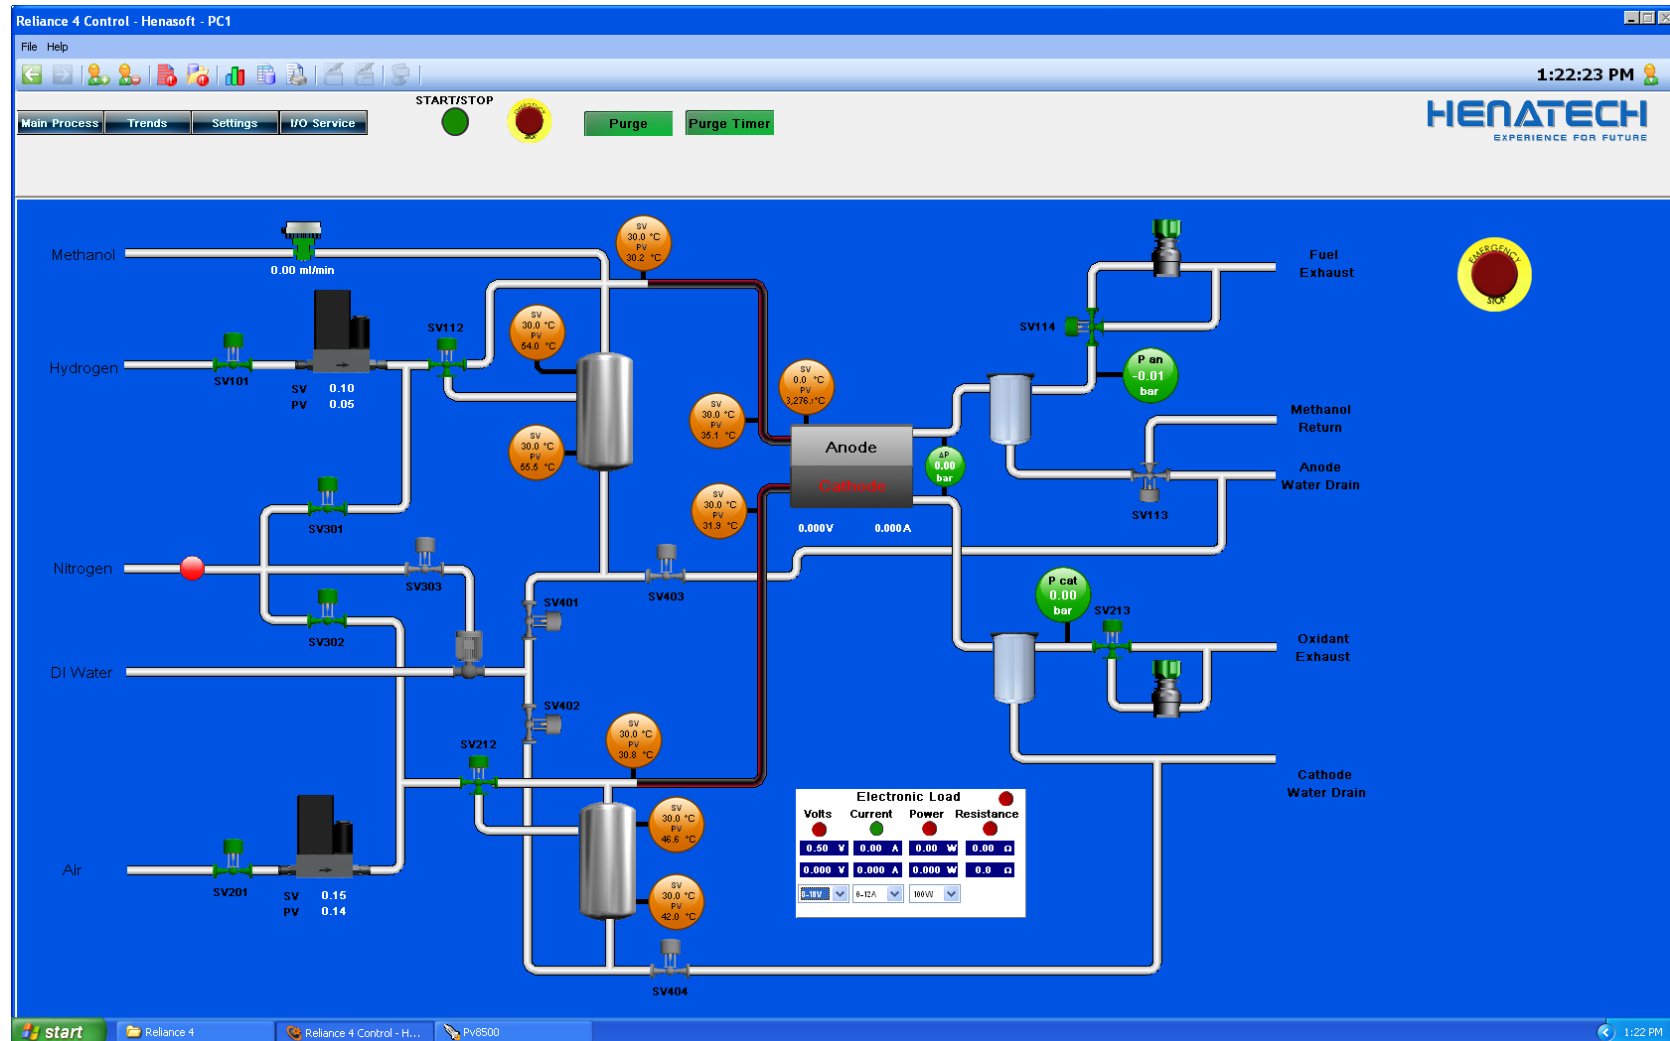 Reliance 4 Control - Henasoft - PC1
File Help
1:22:23 PM
START/STOP
Main Process Trends Settings I/O Service
Purge Purge Timer
HENATECH
EXPERIENCE FOR FUTURE
Methanol
0.00 ml/min
SV
30.0 °C
PV
30.2 °C
Fuel
Exhaust
EMERGENCY
STOP
Hydrogen
SV101
SV 0.10
PV 0.05
SV112
SV
30.0 °C
PV
54.0 °C
SV
30.0 °C
PV
55.5 °C
SV114
P an
-0.01
bar
SV
0.0 °C
PV
3,276. °C
SV
30.0 °C
PV
35.1 °C
Anode
Cathode
0.000V 0.000A
ΔP
0.00
bar
SV
30.0 °C
PV
31.9 °C
Methanol
Return
Anode
Water Drain
SV113
SV301
Nitrogen
SV303
SV302
SV401
SV403
P cat
0.00
bar
SV213
Oxidant
Exhaust
DI Water
SV402
SV212
SV
30.0 °C
PV
30.8 °C
Cathode
Water Drain
SV
30.0 °C
PV
46.6 °C
SV
30.0 °C
PV
42.0 °C
Air
SV201
SV 0.15
PV 0.14
SV404
Electronic Load
Volts Current Power Resistance
0.50 V 0.00 A 0.00 W 0.00 Ω
0.000 V 0.000 A 0.000 W 0.0 Ω
0-18V 0-12A 100W
start Reliance 4 Reliance 4 Control - H... Pv8500 1:22 PM